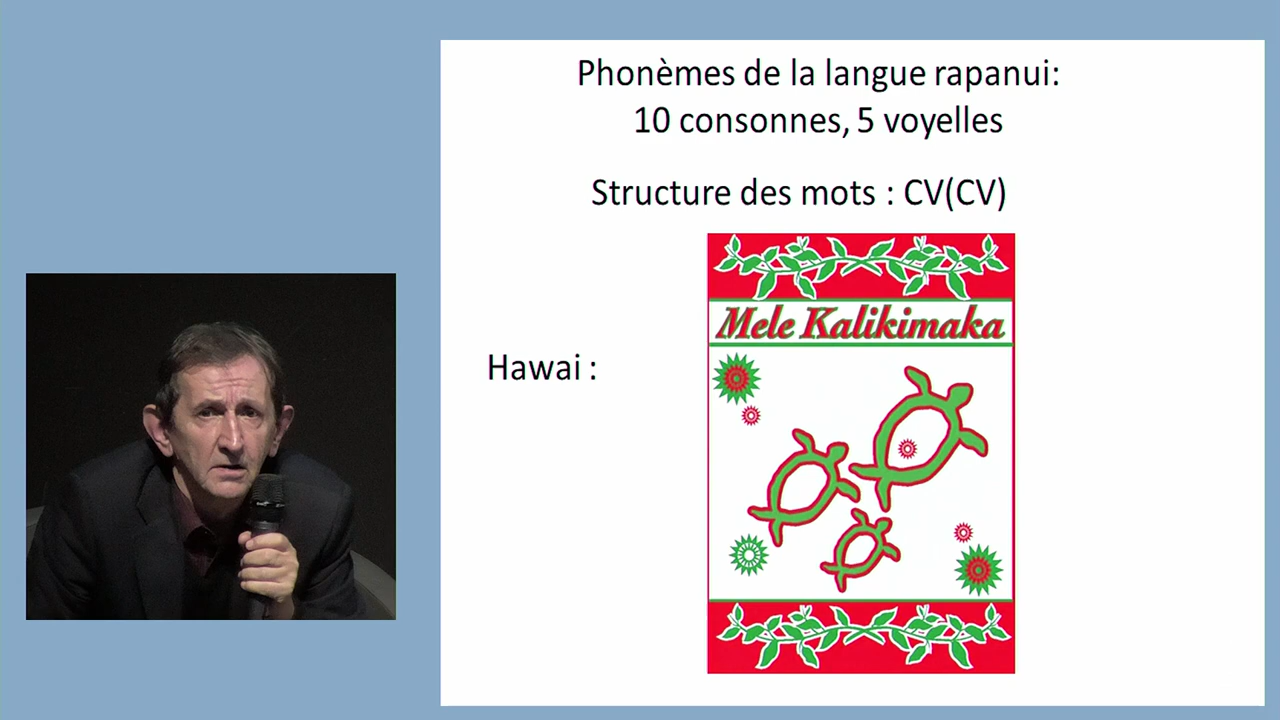 Phonèmes de la langue rapanui:
10 consonnes, 5 voyelles
Structure des mots : CV(CV)
Mele Kalikimaka
Hawai :